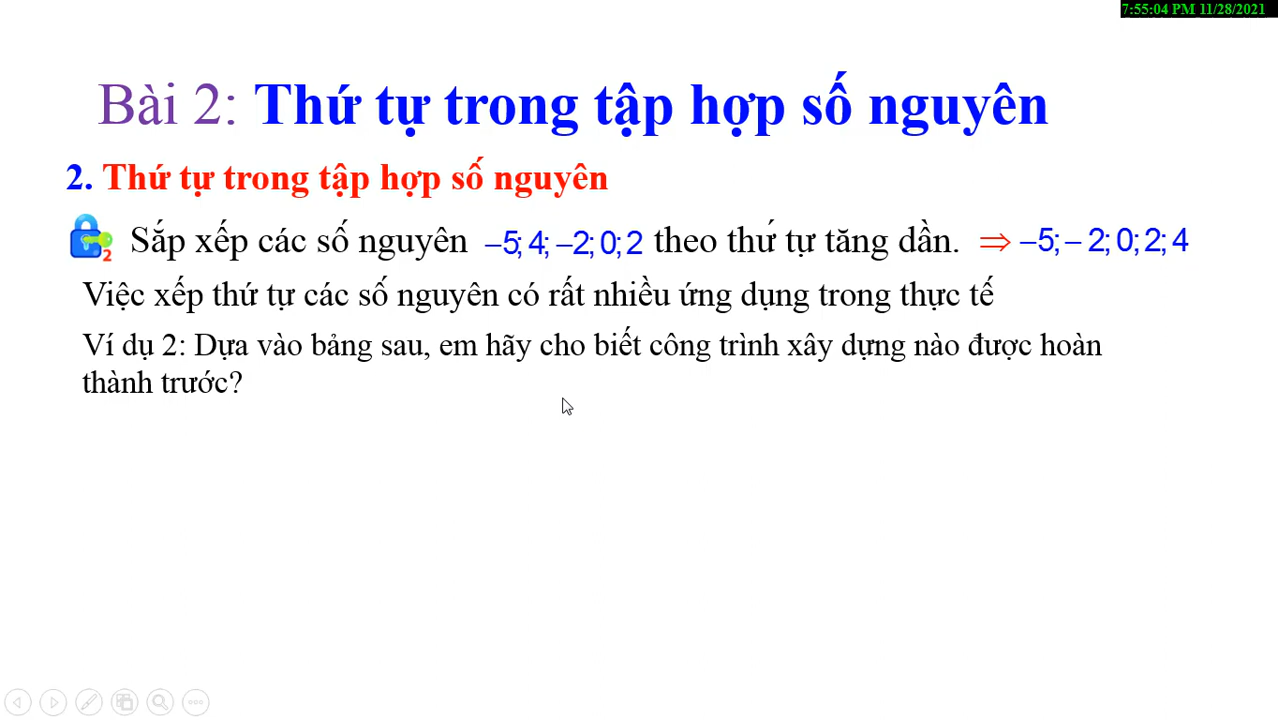 7:55:04 PM 11/28/2021
Bài 2: Thứ tự trong tập hợp số nguyên
2. Thứ tự trong tập hợp số nguyên
2 Sắp xếp các số nguyên –5; 4; –2; 0; 2 theo thứ tự tăng dần. ⇒ –5; – 2; 0; 2; 4
Việc xếp thứ tự các số nguyên có rất nhiều ứng dụng trong thực tế
Ví dụ 2: Dựa vào bảng sau, em hãy cho biết công trình xây dựng nào được hoàn
thành trước?